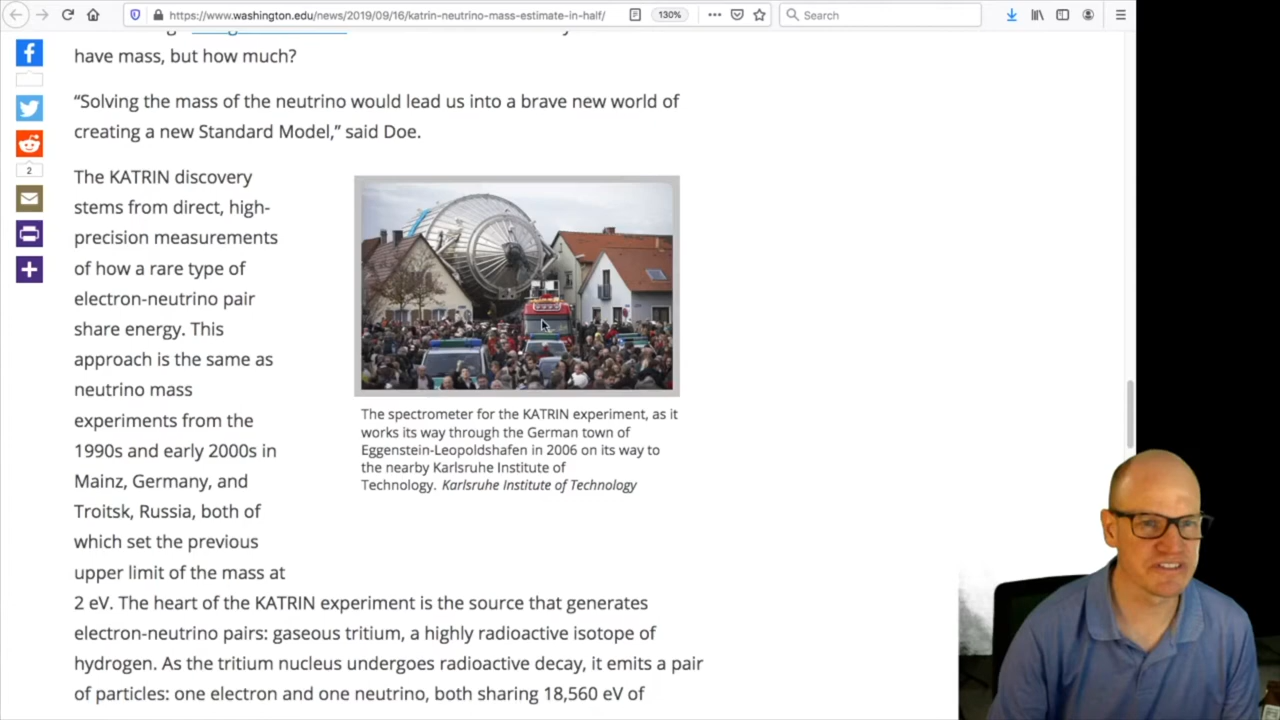 https://www.washington.edu/news/2019/09/16/katrin-neutrino-mass-estimate-in-half/
130%
Search
have mass, but how much?
“Solving the mass of the neutrino would lead us into a brave new world of
creating a new Standard Model,” said Doe.
2
The KATRIN discovery
stems from direct, high-
precision measurements
of how a rare type of
electron-neutrino pair
share energy. This
approach is the same as
neutrino mass
experiments from the
1990s and early 2000s in
Mainz, Germany, and
Troitsk, Russia, both of
which set the previous
upper limit of the mass at
2 eV. The heart of the KATRIN experiment is the source that generates
electron-neutrino pairs: gaseous tritium, a highly radioactive isotope of
hydrogen. As the tritium nucleus undergoes radioactive decay, it emits a pair
of particles: one electron and one neutrino, both sharing 18,560 eV of
The spectrometer for the KATRIN experiment, as it
works its way through the German town of
Eggenstein-Leopoldshafen in 2006 on its way to
the nearby Karlsruhe Institute of
Technology. Karlsruhe Institute of Technology